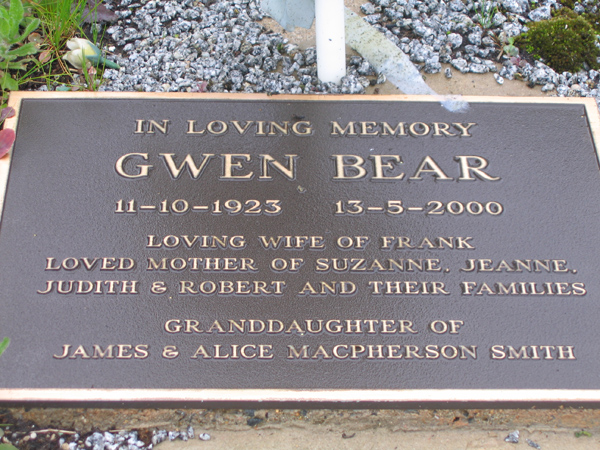 IN LOVING MEMORY
GWEN BEAR
11-10-1923 13-5-2000
LOVING WIFE OF FRANK
LOVED MOTHER OF SUZANNE, JEANNE,
JUDITH & ROBERT AND THEIR FAMILIES
GRANDDAUGHTER OF
JAMES & ALICE MACPHERSON SMITH